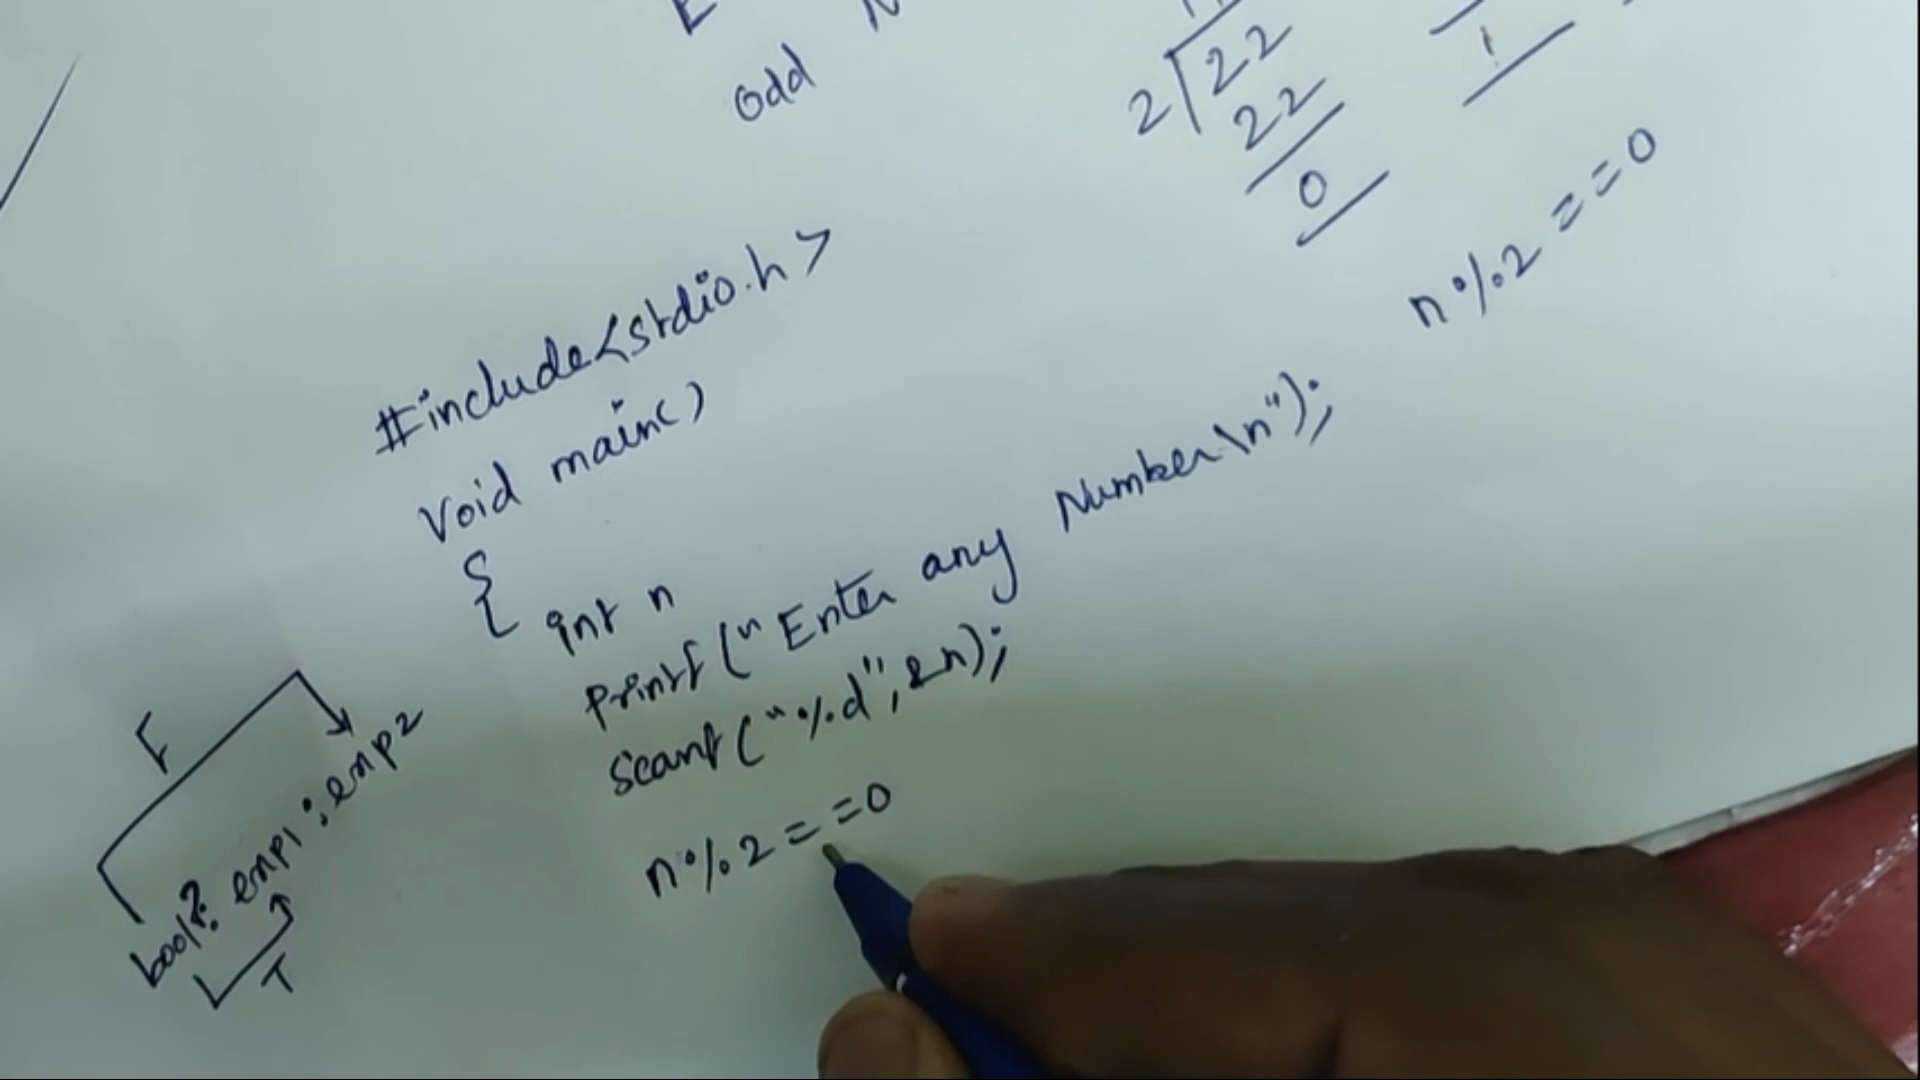 Odd
2)22
22
0
1
n%2==0
#include<stdio.h>
void main()
{
int n
printf("Enter any Number\n");
scanf("%d",&n);
n%2==0
F
bool? exp1 : exp2
T